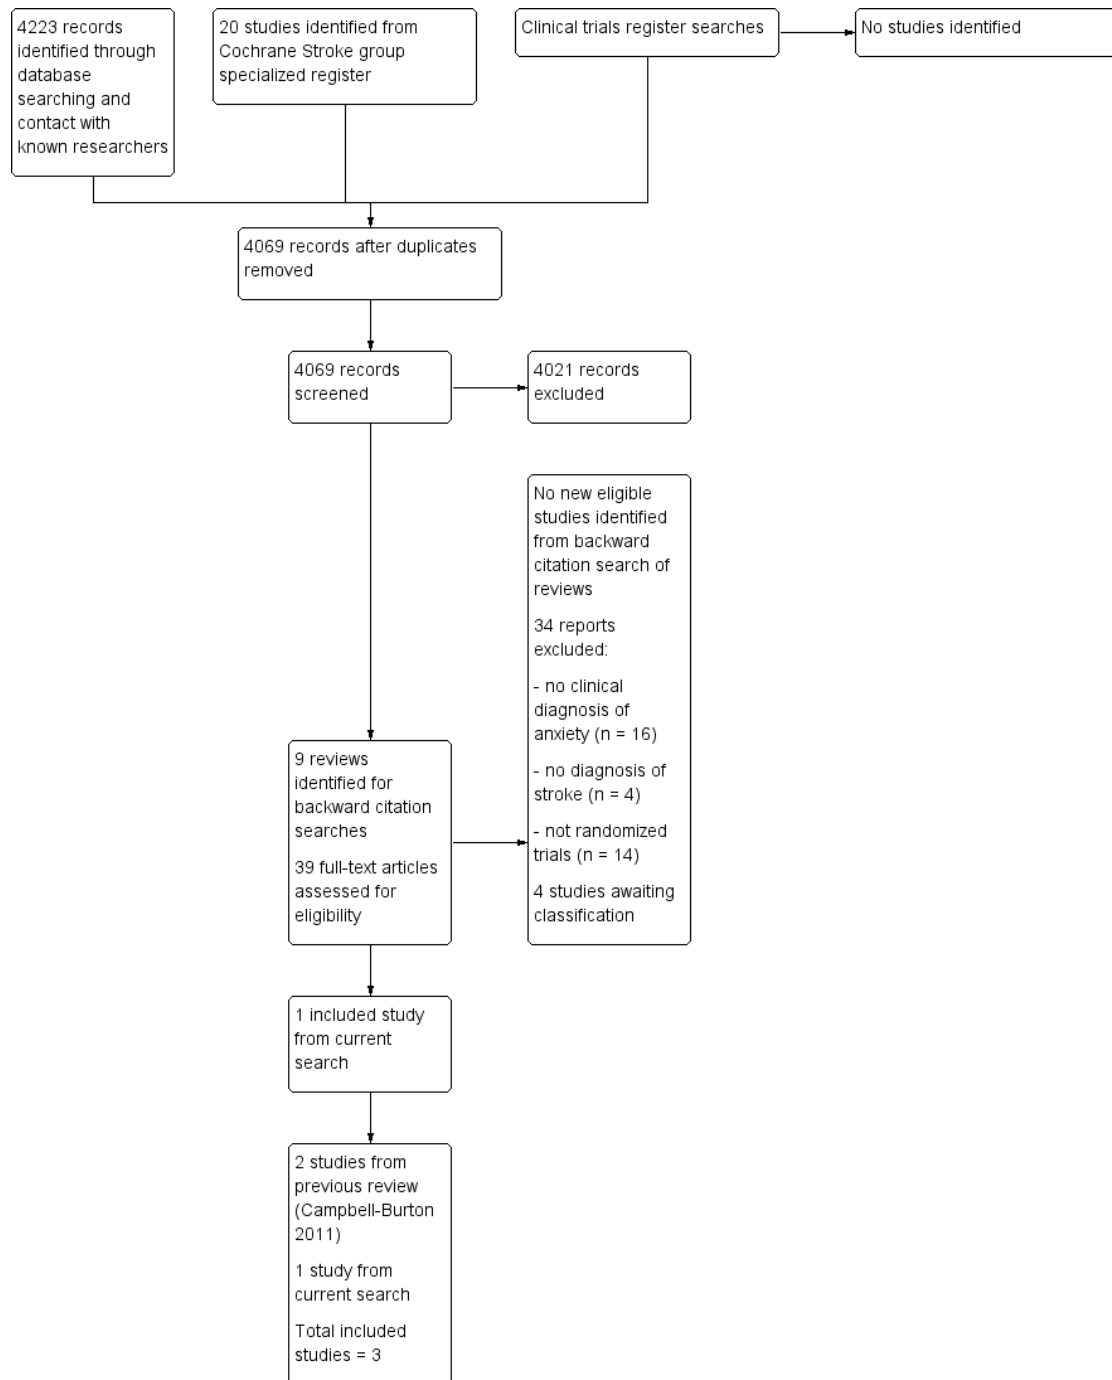 4223 records
identified through
database
searching and
contact with
known researchers
20 studies identified from
Cochrane Stroke group
specialized register
Clinical trials register searches
No studies identified
4069 records after duplicates
removed
4069 records
screened
4021 records
excluded
No new eligible
studies identified
from backward
citation search of
reviews
34 reports
excluded:
- no clinical
diagnosis of
anxiety (n = 16)
- no diagnosis of
stroke (n = 4)
- not randomized
trials (n = 14)
4 studies awaiting
classification
9 reviews
identified for
backward citation
searches
39 full-text articles
assessed for
eligibility
1 included study
from current
search
2 studies from
previous review
(Campbell-Burton
2011)
1 study from
current search
Total included
studies = 3